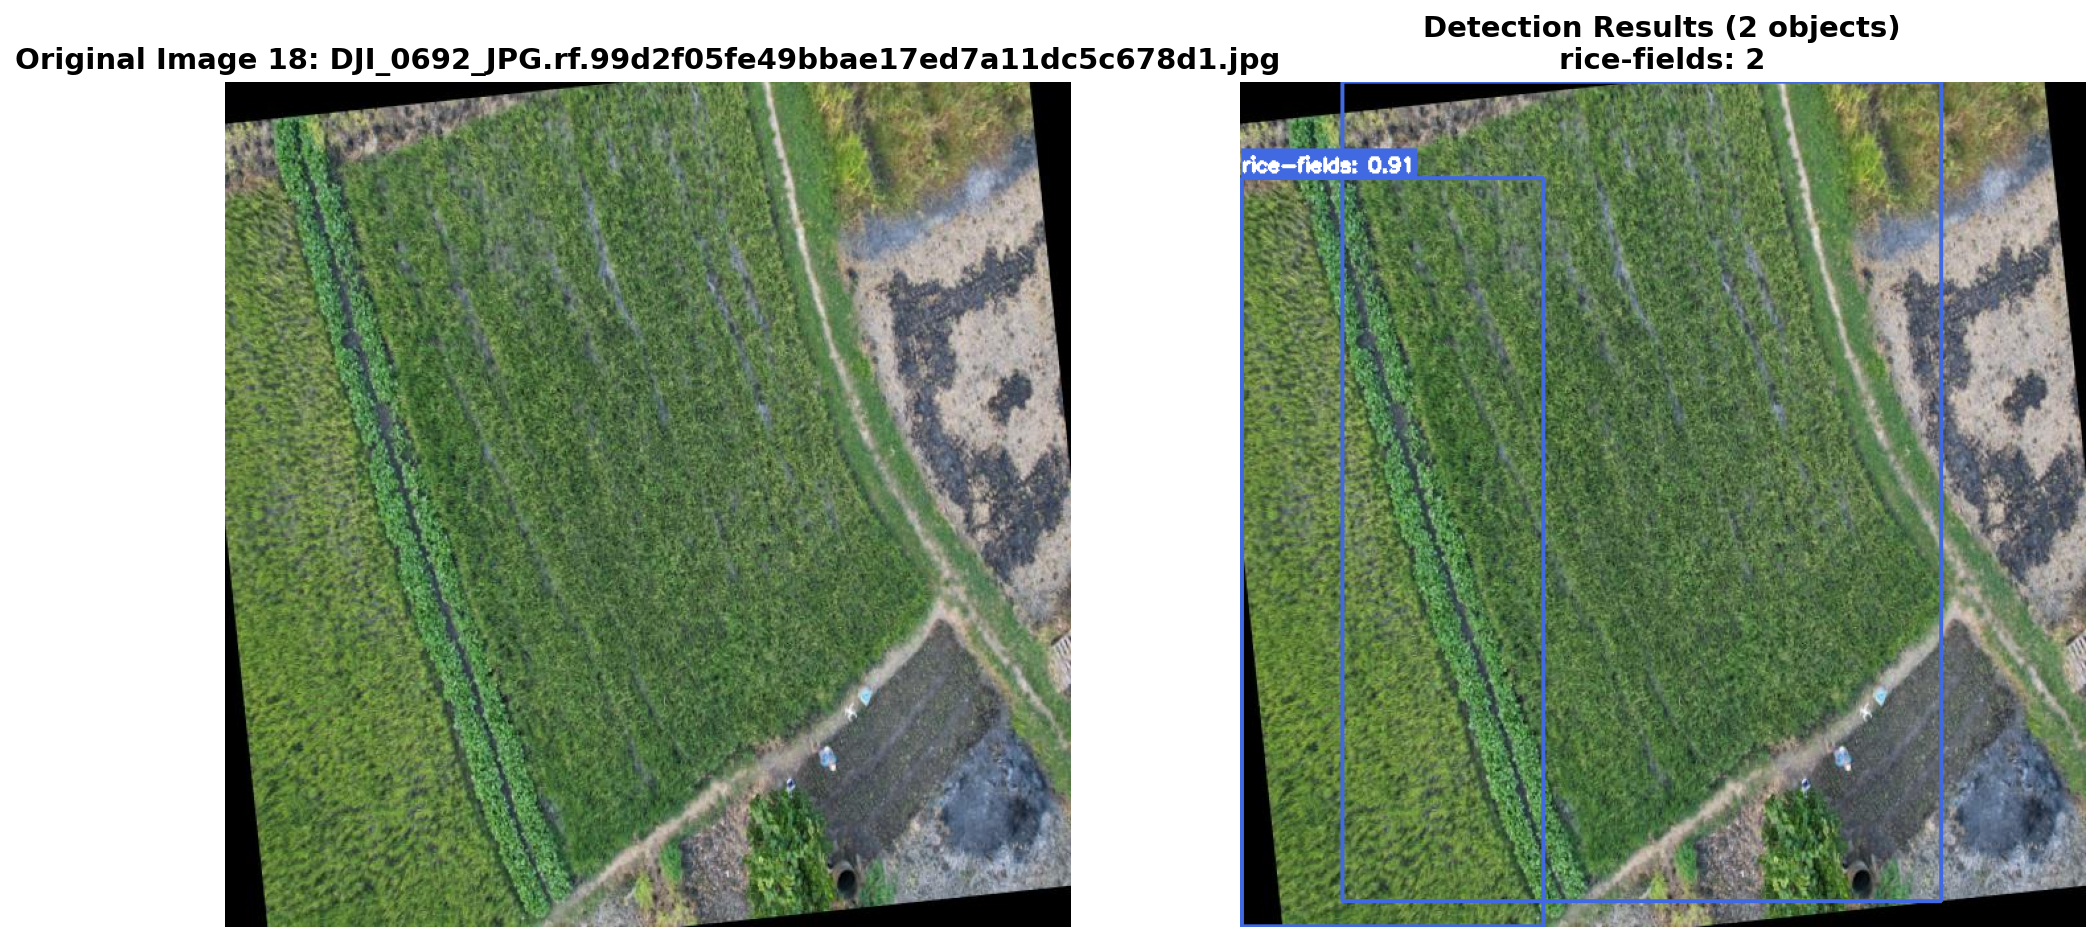 Original Image 18: DJI_0692_JPG.rf.99d2f05fe49bbae17ed7a11dc5c678d1.jpg
Detection Results (2 objects)
rice-fields: 2
rice-fields: 0.91